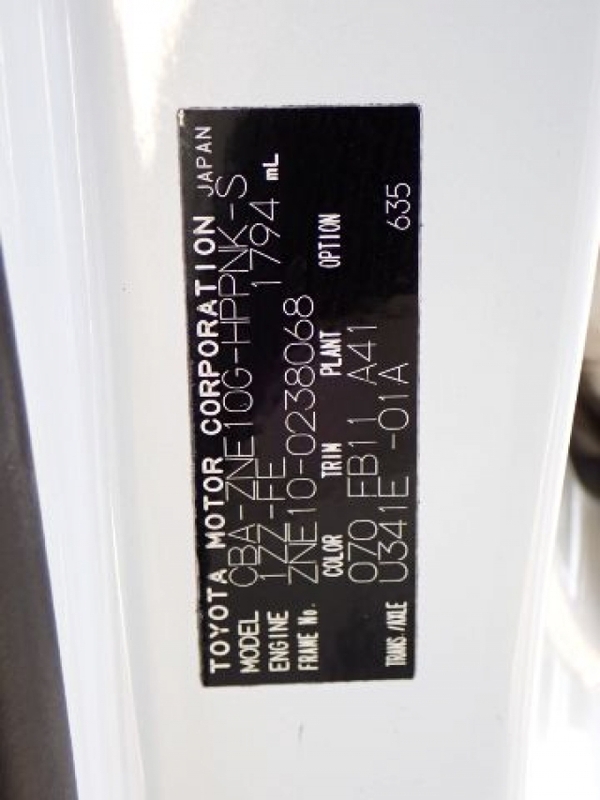 TOYOTA MOTOR CORPORATION JAPAN
MODEL CBA-ZNE10G-HPPNK-S
ENGINE 1ZZ-FE 1794 mL
FRAME No. ZNE10-0238068
COLOR TRIM PLANT OPTION
070 FB11 A41
TRANS/AXLE U341E -01A 635